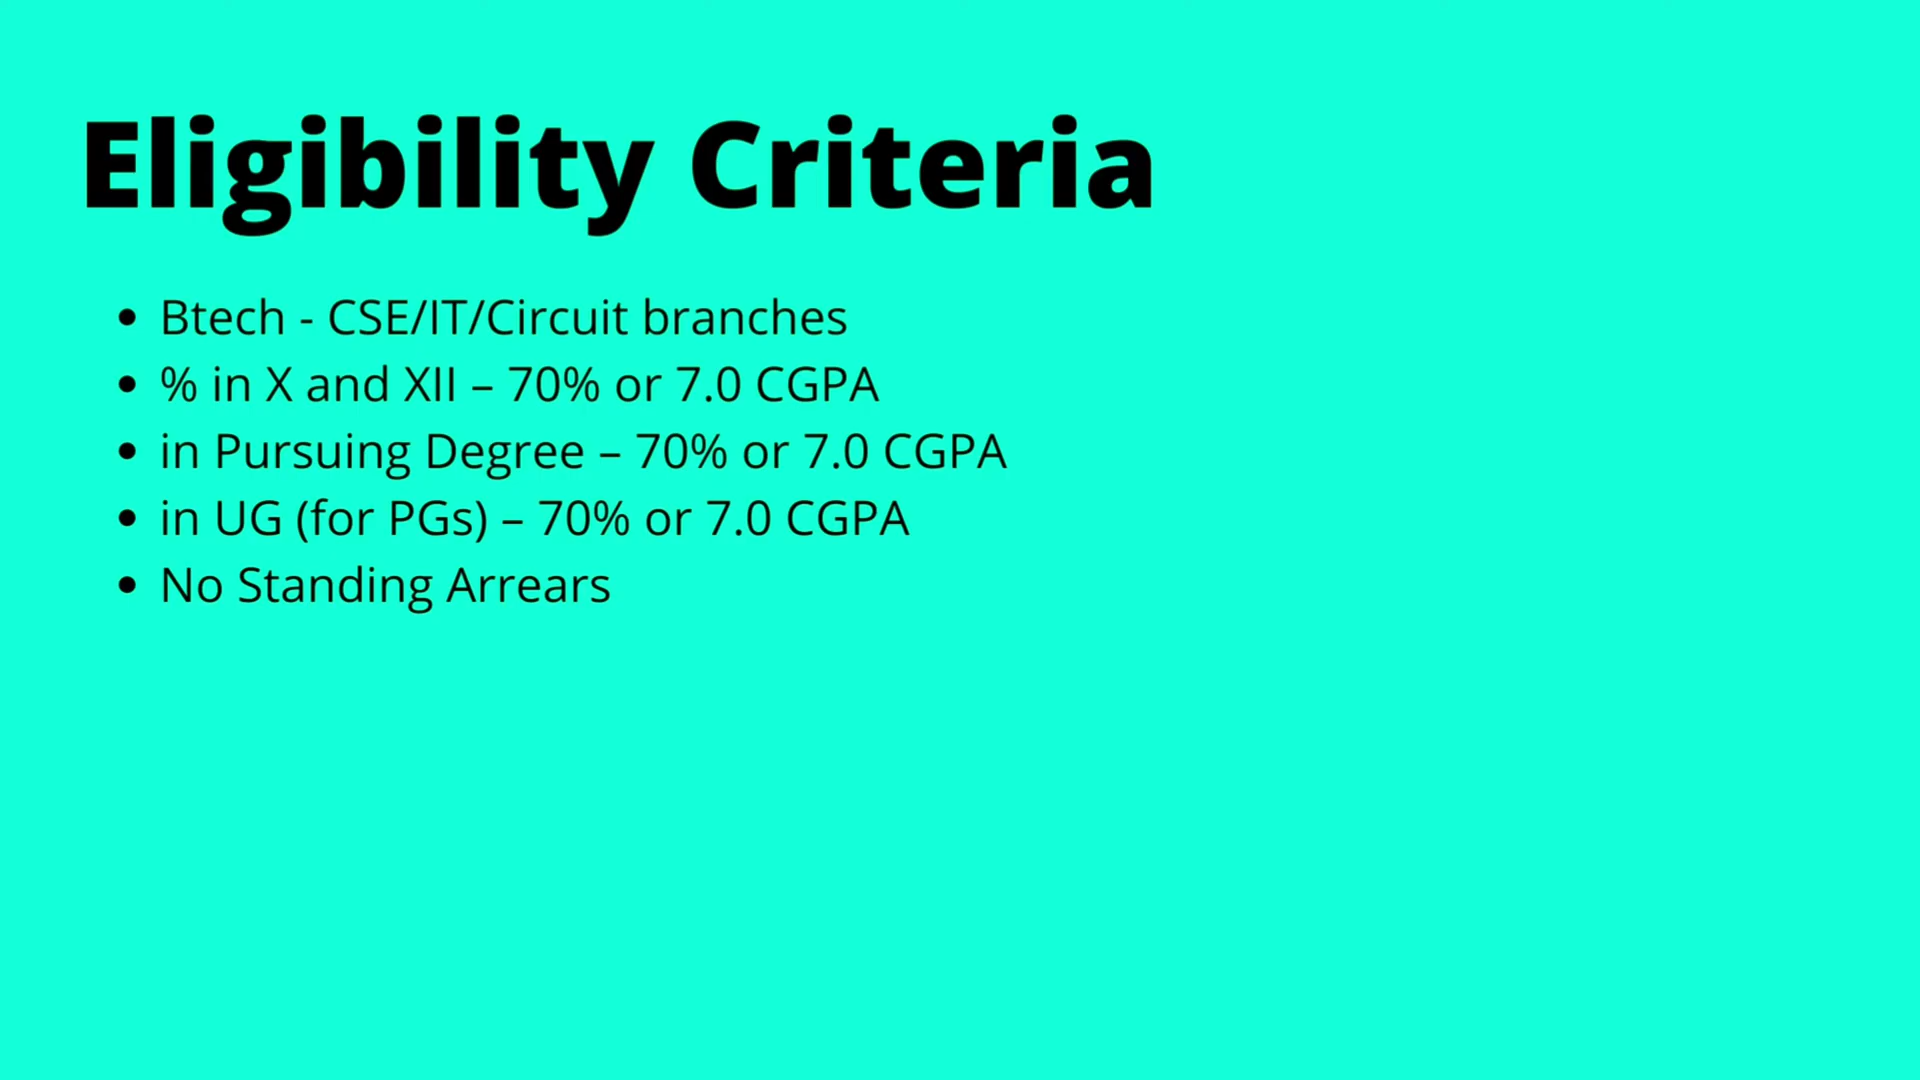 Eligibility Criteria
• Btech - CSE/IT/Circuit branches
• % in X and XII – 70% or 7.0 CGPA
• in Pursuing Degree – 70% or 7.0 CGPA
• in UG (for PGs) – 70% or 7.0 CGPA
• No Standing Arrears